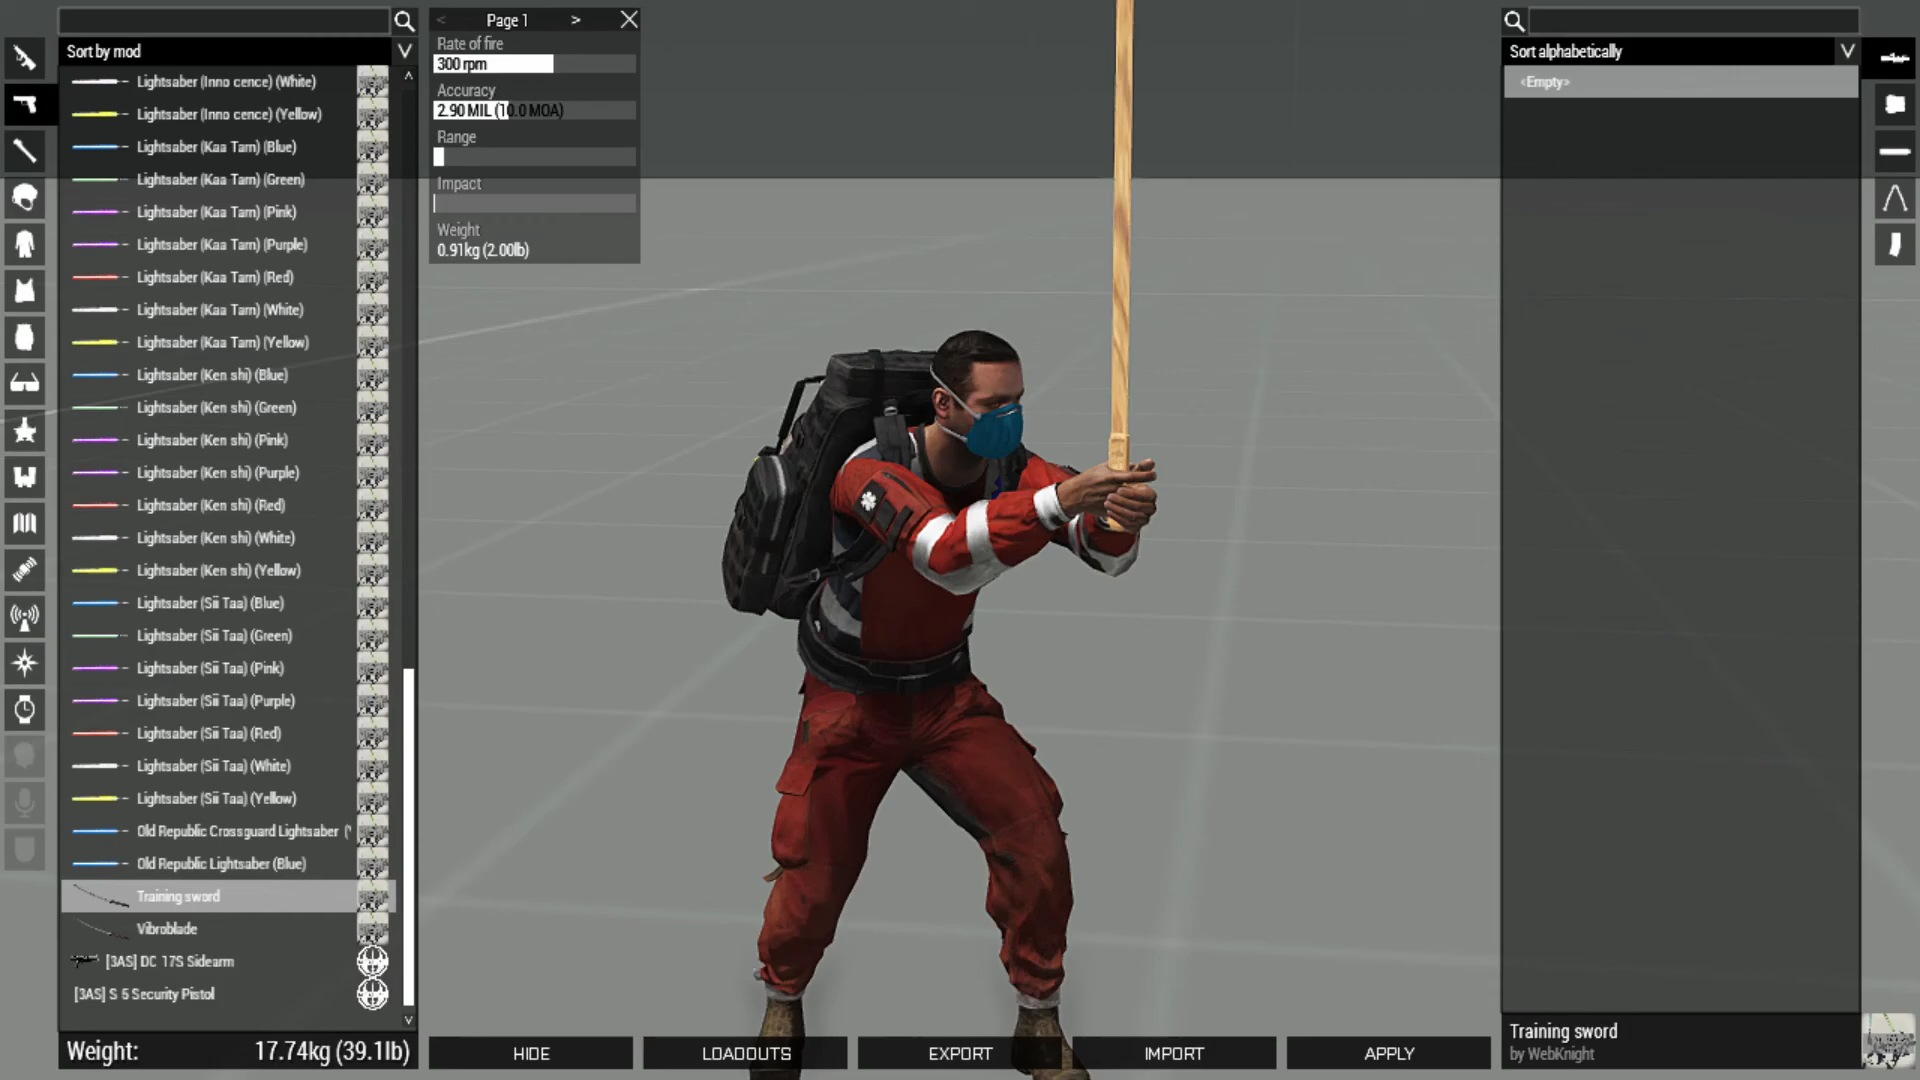 Sort by mod
Lightsaber (Inno cence) (White)
Lightsaber (Inno cence) (Yellow)
Lightsaber (Kaa Tarn) (Blue)
Lightsaber (Kaa Tarn) (Green)
Lightsaber (Kaa Tarn) (Pink)
Lightsaber (Kaa Tarn) (Purple)
Lightsaber (Kaa Tarn) (Red)
Lightsaber (Kaa Tarn) (White)
Lightsaber (Kaa Tarn) (Yellow)
Lightsaber (Ken shi) (Blue)
Lightsaber (Ken shi) (Green)
Lightsaber (Ken shi) (Pink)
Lightsaber (Ken shi) (Purple)
Lightsaber (Ken shi) (Red)
Lightsaber (Ken shi) (White)
Lightsaber (Ken shi) (Yellow)
Lightsaber (Sii Taa) (Blue)
Lightsaber (Sii Taa) (Green)
Lightsaber (Sii Taa) (Pink)
Lightsaber (Sii Taa) (Purple)
Lightsaber (Sii Taa) (Red)
Lightsaber (Sii Taa) (White)
Lightsaber (Sii Taa) (Yellow)
Old Republic Crossguard Lightsaber (
Old Republic Lightsaber (Blue)
Training sword
Vibroblade
[3AS] DC 17S Sidearm
[3AS] S 5 Security Pistol
Weight: 17.74kg (39.1lb)
< Page 1 >
Rate of fire
300 rpm
Accuracy
2.90 MIL (10.0 MOA)
Range
Impact
Weight
0.91kg (2.00lb)
HIDE
LOADOUTS
EXPORT
IMPORT
APPLY
Sort alphabetically
<Empty>
Training sword
by WebKnight